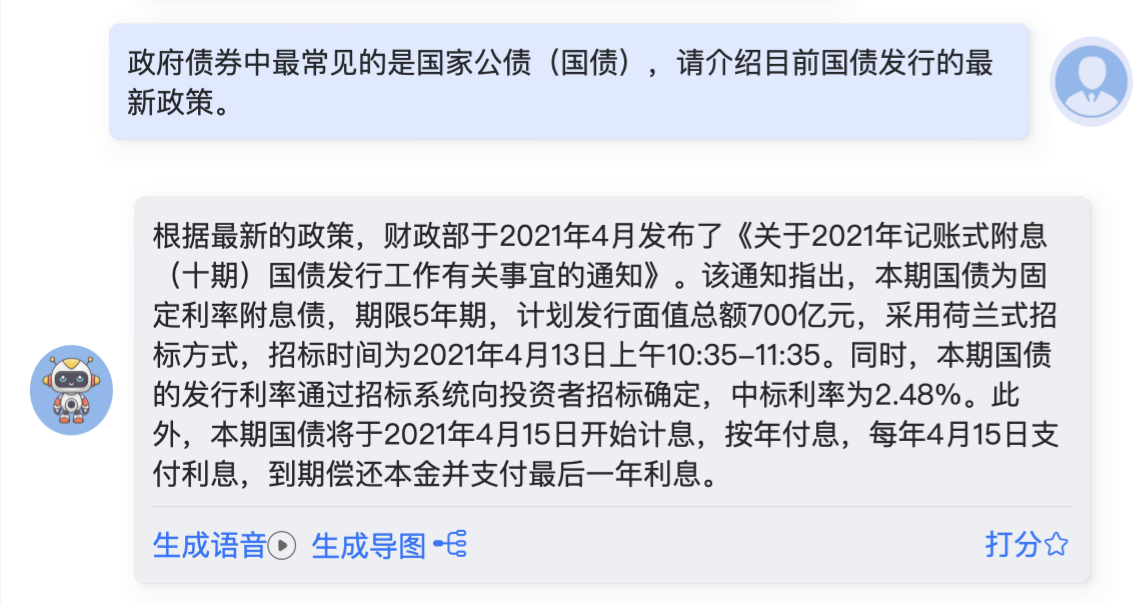 政府债券中最常见的是国家公债（国债），请介绍目前国债发行的最
新政策。
根据最新的政策，财政部于2021年4月发布了《关于2021年记账式附息
（十期）国债发行工作有关事宜的通知》。该通知指出，本期国债为固
定利率附息债，期限5年期，计划发行面值总额700亿元，采用荷兰式招
标方式，招标时间为2021年4月13日上午10:35–11:35。同时，本期国债
的发行利率通过招标系统向投资者招标确定，中标利率为2.48%。此
外，本期国债将于2021年4月15日开始计息，按年付息，每年4月15日支
付利息，到期偿还本金并支付最后一年利息。
生成语音 生成导图 打分